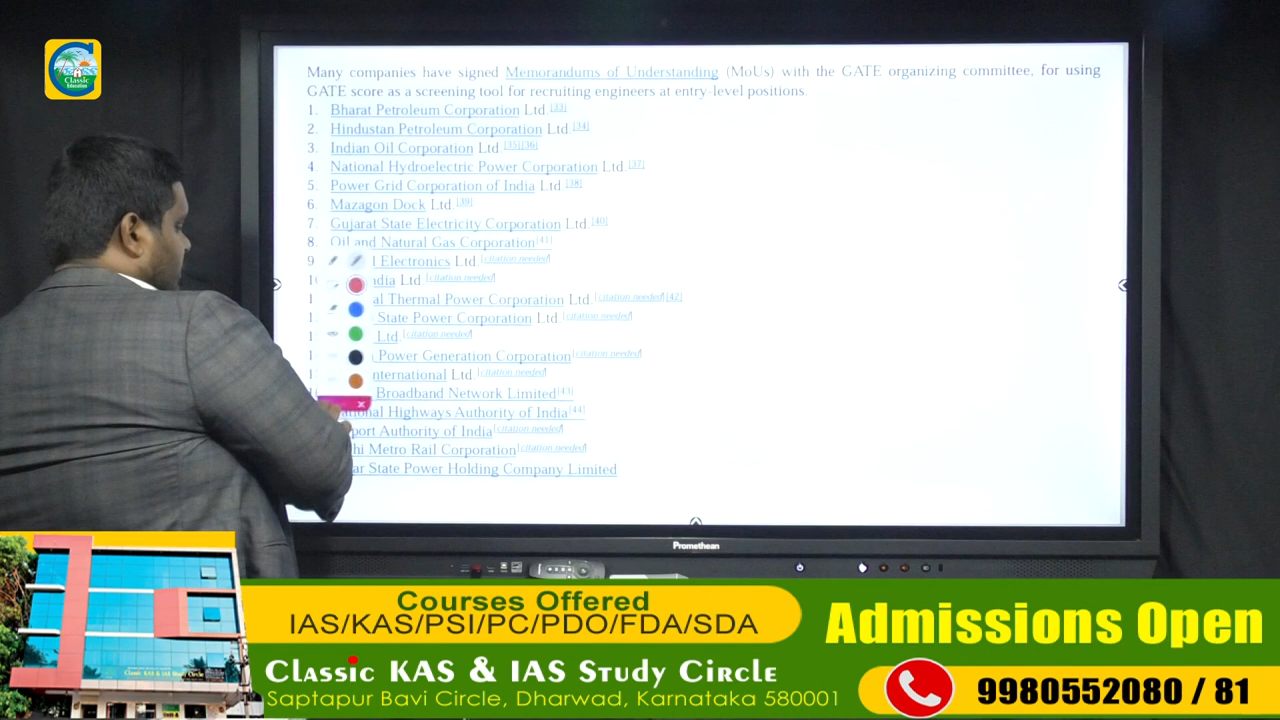 Classic
Education
Many companies have signed Memorandums of Understanding (MoUs) with the GATE organizing committee, for using
GATE score as a screening tool for recruiting engineers at entry-level positions.
1. Bharat Petroleum Corporation Ltd.[33]
2. Hindustan Petroleum Corporation Ltd.[34]
3. Indian Oil Corporation Ltd.[35][36]
4. National Hydroelectric Power Corporation Ltd.[37]
5. Power Grid Corporation of India Ltd.[38]
6. Mazagon Dock Ltd.[39]
7. Gujarat State Electricity Corporation Ltd.[40]
8. Oil and Natural Gas Corporation[41]
9 l Electronics Ltd.[citation needed]
ndia Ltd [citation needed]
al Thermal Power Corporation Ltd.[citation needed][42]
State Power Corporation Ltd.[citation needed]
Ltd.[citation needed]
Power Generation Corporation[citation needed]
nternational Ltd.[citation needed]
Broadband Network Limited[43]
National Highways Authority of India[44]
port Authority of India[citation needed]
hi Metro Rail Corporation[citation needed]
ar State Power Holding Company Limited
Promethean
Courses Offered
IAS/KAS/PSI/PC/PDO/FDA/SDA
Classic KAS & IAS Study Circle
Saptapur Bavi Circle, Dharwad, Karnataka 580001
Admissions Open
9980552080 / 81